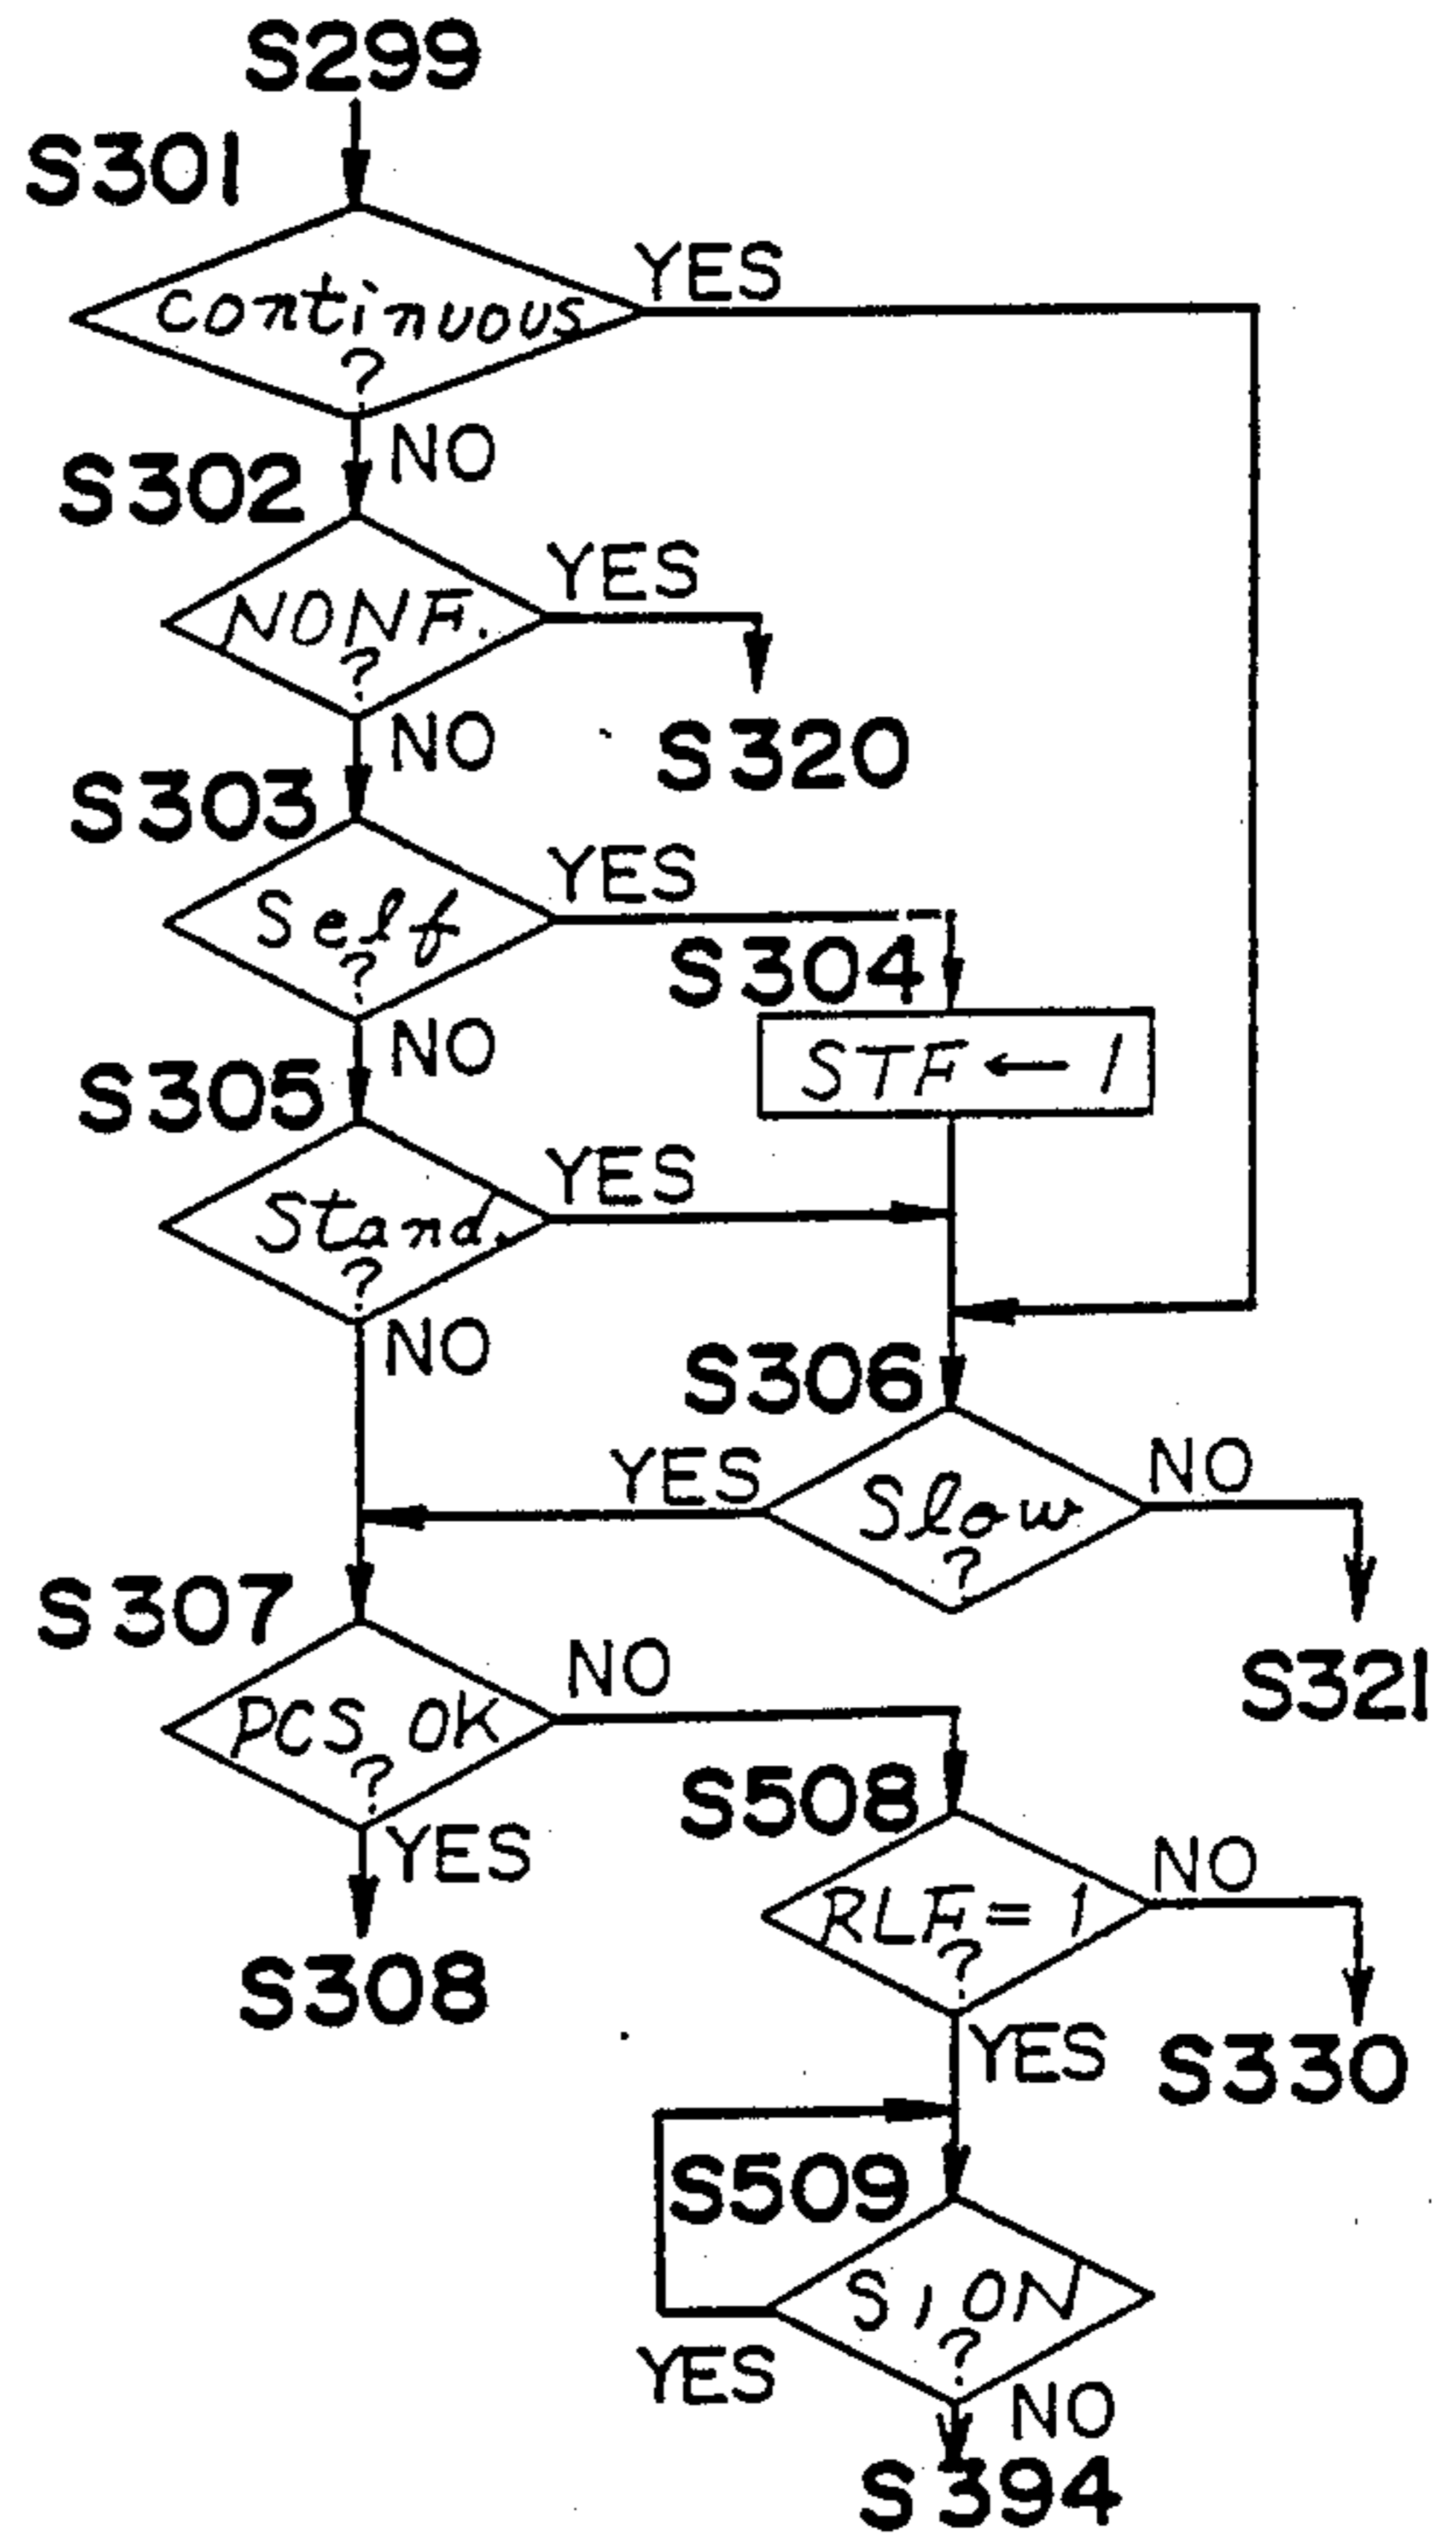 S299
S301
Continuous
?
YES
NO
S302
NONF.
?
YES
S320
NO
S303
Self
?
YES
S304
STF ← 1
NO
S305
Stand.
?
YES
NO
S306
Slow
?
YES
NO
S321
S307
PCS OK
?
NO
YES
S308
S508
RLF = 1
?
NO
S330
YES
S509
S1 ON
?
YES
NO
S394